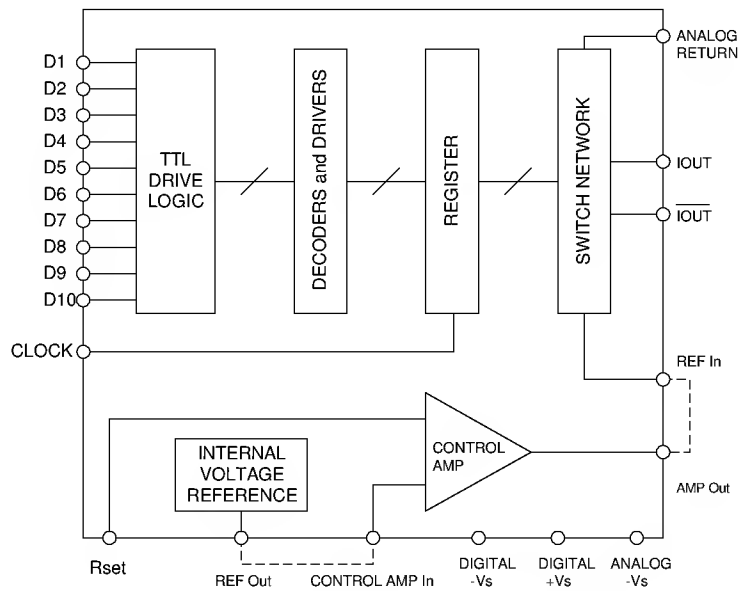 ANALOG
RETURN
D1
D2
D3
D4
D5
D6
D7
D8
D9
D10
TTL
DRIVE
LOGIC
DECODERS and DRIVERS
REGISTER
SWITCH NETWORK
IOUT
IOUT
CLOCK
REF In
CONTROL
AMP
INTERNAL
VOLTAGE
REFERENCE
AMP Out
Rset
REF Out
CONTROL AMP In
DIGITAL
-Vs
DIGITAL
+Vs
ANALOG
-Vs